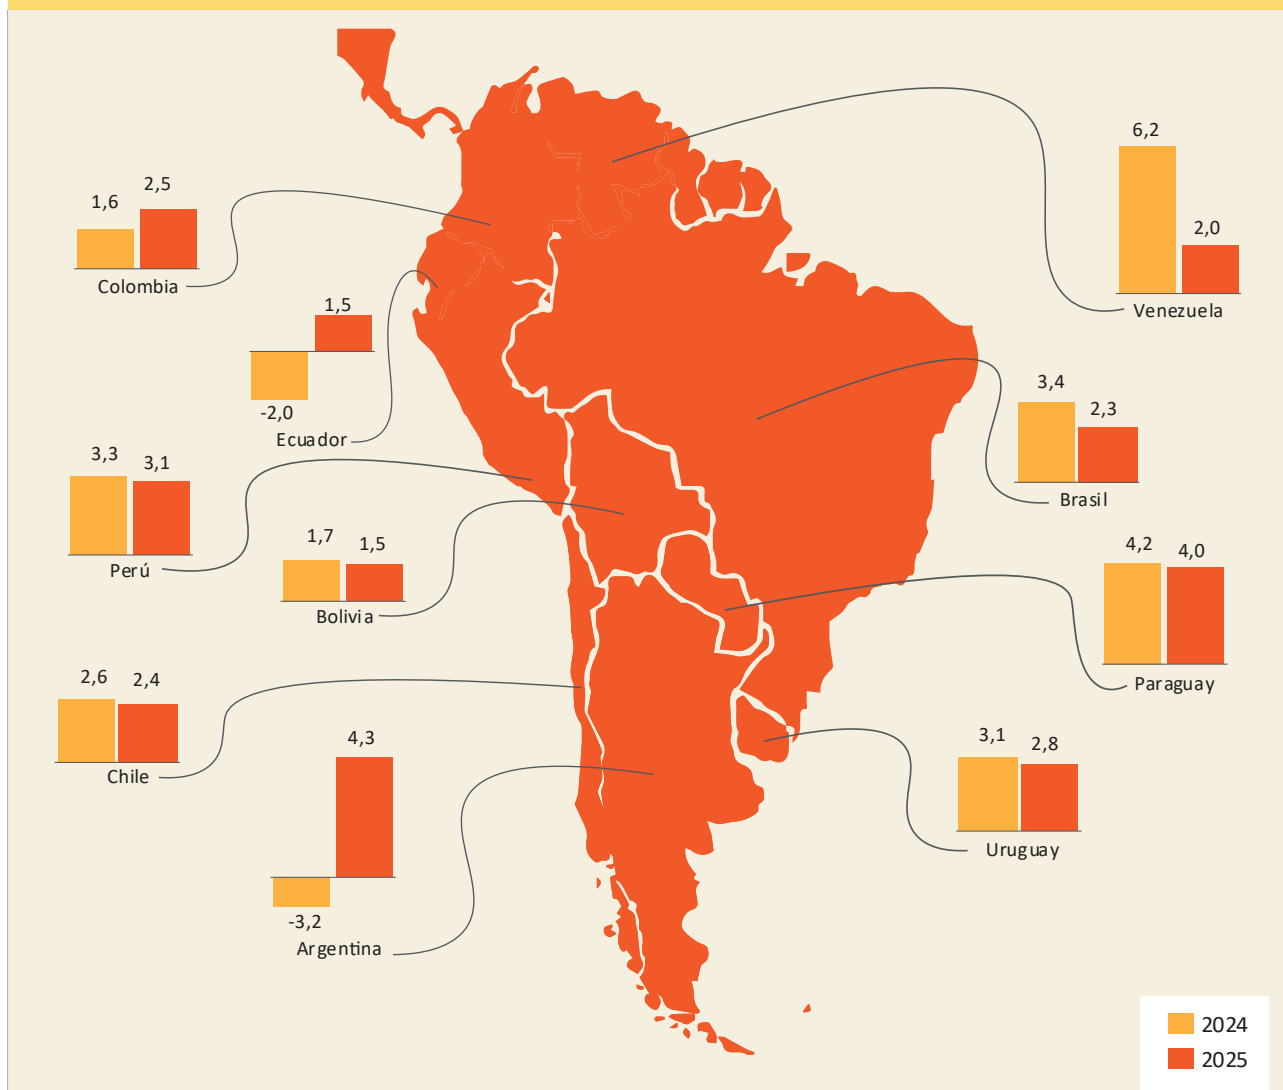 6,2
2,0
Venezuela
1,6
2,5
Colombia
1,5
-2,0
Ecuador
3,4
2,3
Brasil
3,3
3,1
Perú
1,7
1,5
Bolivia
4,2
4,0
Paraguay
2,6
2,4
Chile
4,3
-3,2
Argentina
3,1
2,8
Uruguay
2024
2025